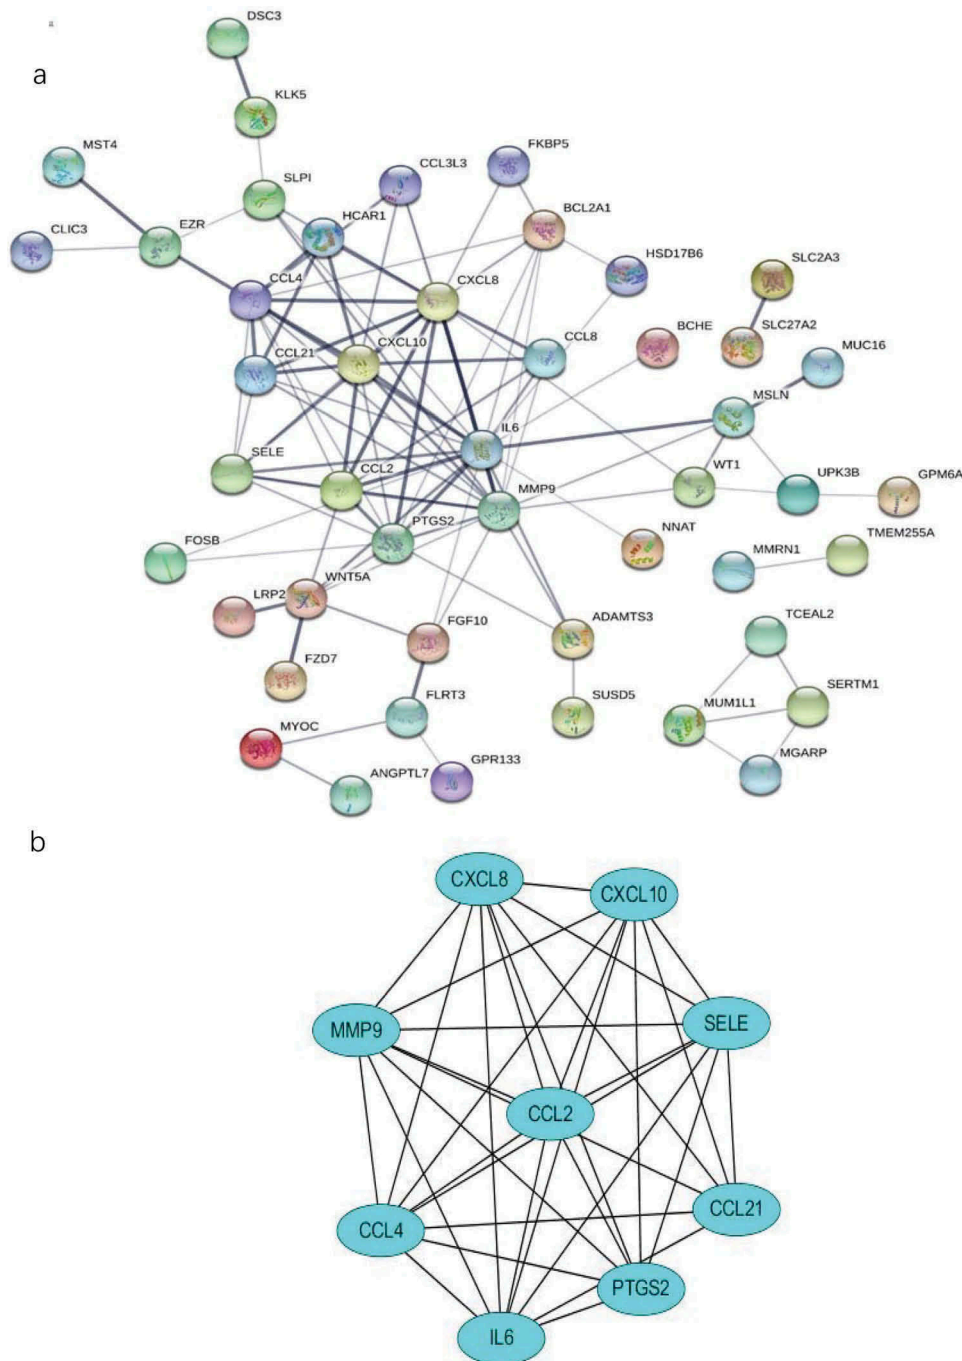 a
DSC3
KLK5
MST4
CCL3L3
FKBP5
SLPI
BCL2A1
HCAR1
EZR
CLIC3
HSD17B6
SLC2A3
CCL4
CXCL8
SLC27A2
BCHE
CCL8
CXCL10
MUC16
CCL21
MSLN
IL6
SELE
CCL2
WT1
UPK3B
GPM6A
MMP9
PTGS2
NNAT
TMEM255A
FOSB
MMRN1
WNT5A
LRP2
ADAMTS3
TCEAL2
FGF10
FZD7
SERTM1
FLRT3
SUSD5
MUM1L1
MYOC
MGARP
GPR133
ANGPTL7
b
CXCL8
CXCL10
MMP9
SELE
CCL2
CCL21
CCL4
PTGS2
IL6